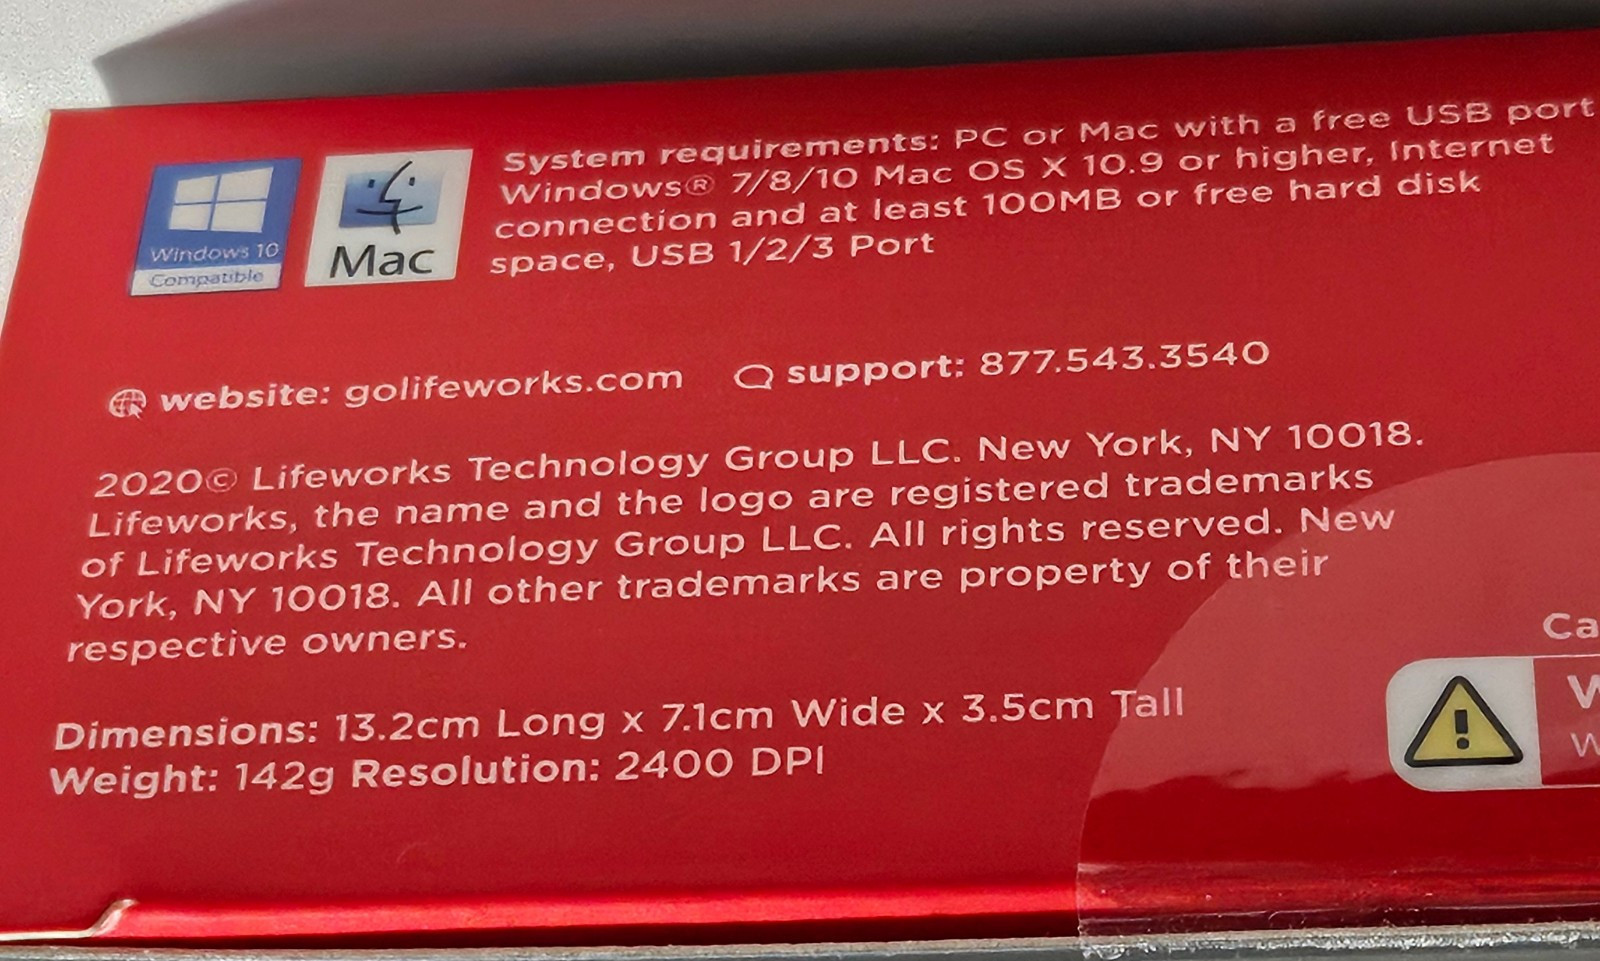 Windows 10
Compatible
Mac
System requirements: PC or Mac with a free USB port
Windows® 7/8/10 Mac OS X 10.9 or higher, Internet
connection and at least 100MB or free hard disk
space, USB 1/2/3 Port
website: golifeworks.com support: 877.543.3540
2020© Lifeworks Technology Group LLC. New York, NY 10018.
Lifeworks, the name and the logo are registered trademarks
of Lifeworks Technology Group LLC. All rights reserved. New
York, NY 10018. All other trademarks are property of their
respective owners.
Dimensions: 13.2cm Long x 7.1cm Wide x 3.5cm Tall
Weight: 142g Resolution: 2400 DPI